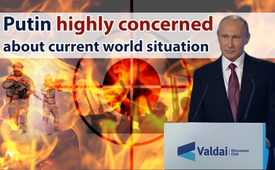 Putin highly concerned
about current world situation
Valdai
Discussion
Club